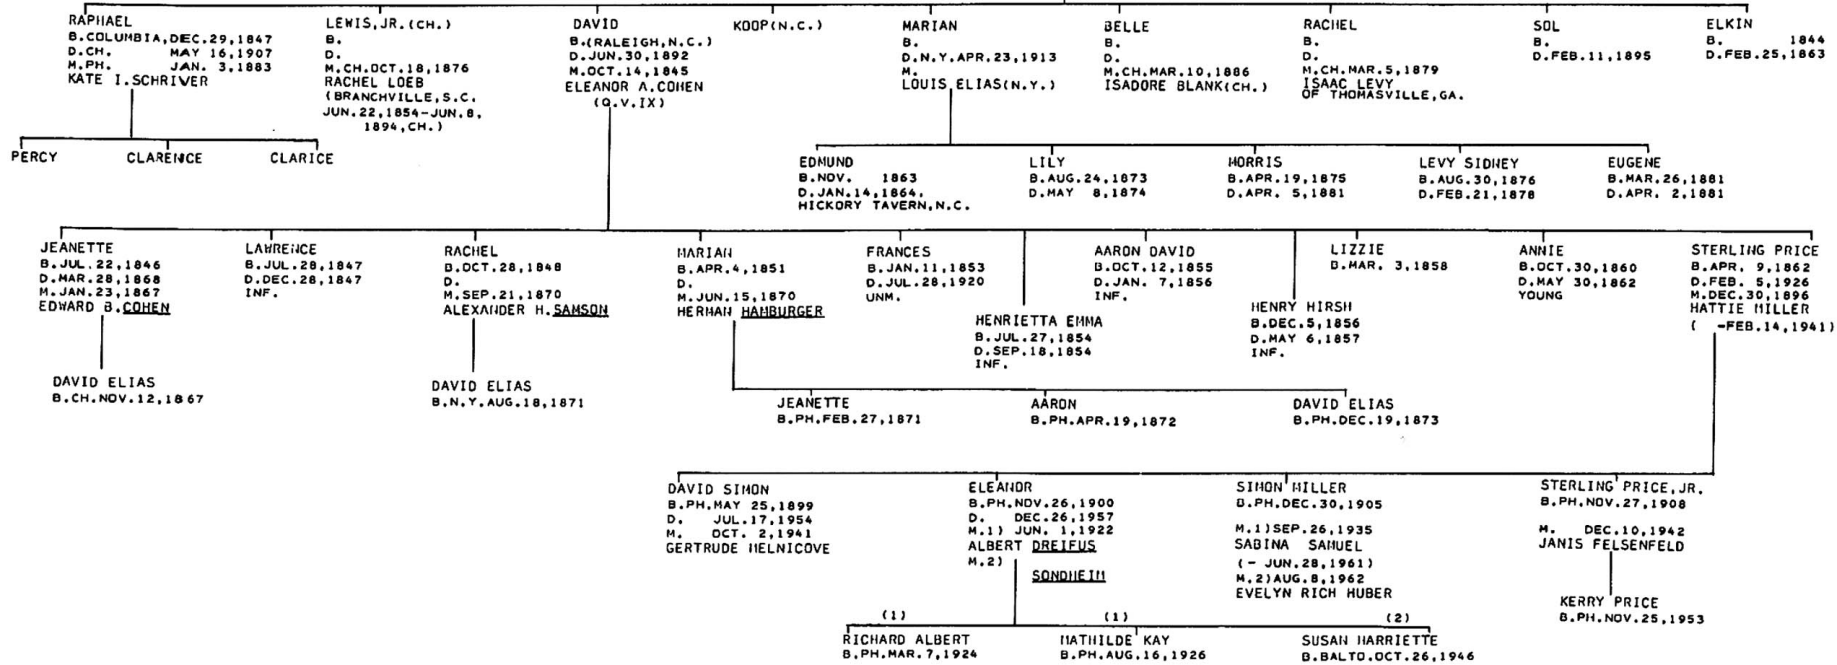 RAPHAEL
B.COLUMBIA,DEC.29,1847
D.CH. MAY 16,1907
M.PH. JAN. 3,1883
KATE I.SCHRIVER
LEWIS,JR.(CH.)
B.
D.
M.CH.OCT.18,1876
RACHEL LOEB
(BRANCHVILLE,S.C.
JUN.22,1854-JUN.8,
1894,CH.)
DAVID
B.(RALEIGH,N.C.)
D.JUN.30,1892
M.OCT.14,1845
ELEANOR A.COHEN
(Q.V.IX)
KOOP(N.C.)
MARIAN
B.
D.N.Y.APR.23,1913
M.
LOUIS ELIAS(N.Y.)
BELLE
B.
D.
M.CH.MAR.10,1886
ISADORE BLANK(CH.)
RACHEL
B.
D.
M.CH.MAR.5,1879
ISAAC LEVY
OF THOMASVILLE,GA.
SOL
B.
D.FEB.11,1895
ELKIN
B. 1844
D.FEB.25,1863
PERCY
CLARENCE
CLARICE
EDMUND
B.NOV. 1863
D.JAN.14,1864,
HICKORY TAVERN,N.C.
LILY
B.AUG.24,1873
D.MAY 8,1874
MORRIS
B.APR.19,1875
D.APR. 5,1881
LEVY SIDNEY
B.AUG.30,1876
D.FEB.21,1878
EUGENE
B.MAR.26,1881
D.APR. 2,1881
JEANETTE
B.JUL.22,1846
D.MAR.28,1868
M.JAN.23,1867
EDWARD B.COHEN
LAWRENCE
B.JUL.28,1847
D.DEC.28,1847
INF.
RACHEL
B.OCT.28,1848
D.
M.SEP.21,1870
ALEXANDER H.SAMSON
MARIAN
B.APR.4,1851
D.
M.JUN.15,1870
HERMAN HAMBURGER
FRANCES
B.JAN.11,1853
D.JUL.28,1920
UNM.
HENRIETTA EMMA
B.JUL.27,1854
D.SEP.18,1854
INF.
AARON DAVID
B.OCT.12,1855
D.JAN. 7,1856
INF.
HENRY HIRSH
B.DEC.5,1856
D.MAY 6,1857
INF.
LIZZIE
B.MAR. 3,1858
ANNIE
B.OCT.30,1860
D.MAY 30,1862
YOUNG
STERLING PRICE
B.APR. 9,1862
D.FEB. 5,1926
M.DEC.30,1896
HATTIE MILLER
( -FEB.14,1941)
DAVID ELIAS
B.CH.NOV.12,1867
DAVID ELIAS
B.N.Y.AUG.18,1871
JEANETTE
B.PH.FEB.27,1871
AARON
B.PH.APR.19,1872
DAVID ELIAS
B.PH.DEC.19,1873
DAVID SIMON
B.PH.MAY 25,1899
D. JUL.17,1954
M. OCT. 2,1941
GERTRUDE MELNICOVE
ELEANOR
B.PH.NOV.26,1900
D. DEC.26,1957
M.1) JUN. 1,1922
ALBERT DREIFUS
M.2)
SONDHEIM
SIMON MILLER
B.PH.DEC.30,1905
M.1)SEP.26,1935
SABINA SAMUEL
(- JUN.28,1961)
M.2)AUG.8,1962
EVELYN RICH HUBER
STERLING PRICE,JR.
B.PH.NOV.27,1908
M. DEC.10,1942
JANIS FELSENFELD
KERRY PRICE
B.PH.NOV.25,1953
(1)
(1)
(2)
RICHARD ALBERT
B.PH.MAR.7,1924
MATHILDE KAY
B.PH.AUG.16,1926
SUSAN HARRIETTE
B.BALTO.OCT.26,1946